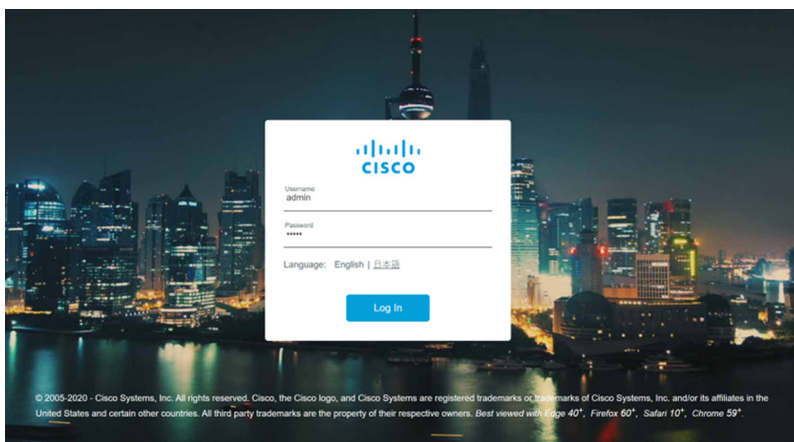 CISCO
Username
admin
Password
•••••
Language: English | 日本語
Log In
© 2005-2020 - Cisco Systems, Inc. All rights reserved. Cisco, the Cisco logo, and Cisco Systems are registered trademarks or trademarks of Cisco Systems, Inc. and/or its affiliates in the
United States and certain other countries. All third party trademarks are the property of their respective owners. Best viewed with Edge 40+, Firefox 60+, Safari 10+, Chrome 59+.